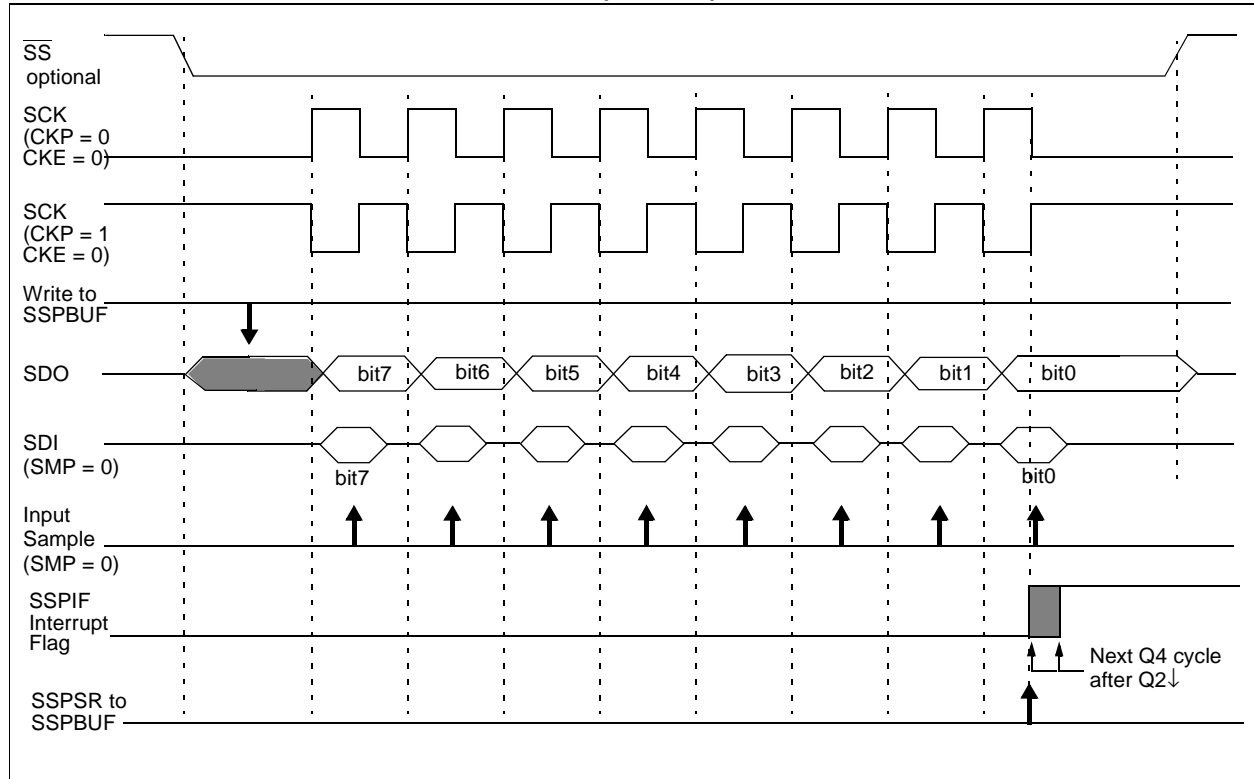 SS
optional
SCK
(CKP = 0
CKE = 0)
SCK
(CKP = 1
CKE = 0)
Write to
SSPBUF
SDO bit7 bit6 bit5 bit4 bit3 bit2 bit1 bit0
SDI
(SMP = 0)
bit7 bit0
Input
Sample
(SMP = 0)
SSPIF
Interrupt
Flag
Next Q4 cycle
after Q2↓
SSPSR to
SSPBUF